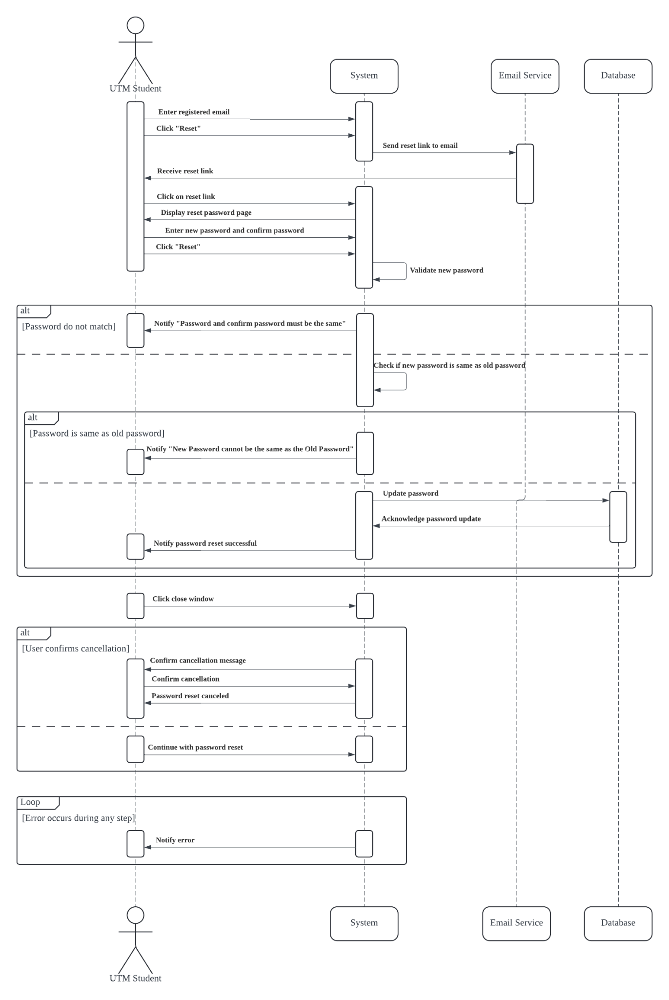 UTM Student
System
Email Service
Database
Enter registered email
Click "Reset"
Send reset link to email
Receive reset link
Click on reset link
Display reset password page
Enter new password and confirm password
Click "Reset"
Validate new password
alt
[Password do not match]
Notify "Password and confirm password must be the same"
Check if new password is same as old password
alt
[Password is same as old password]
Notify "New Password cannot be the same as the Old Password"
Update password
Acknowledge password update
Notify password reset successful
Click close window
alt
[User confirms cancellation]
Confirm cancellation message
Confirm cancellation
Password reset canceled
Continue with password reset
Loop
[Error occurs during any step]
Notify error
System
Email Service
Database
UTM Student